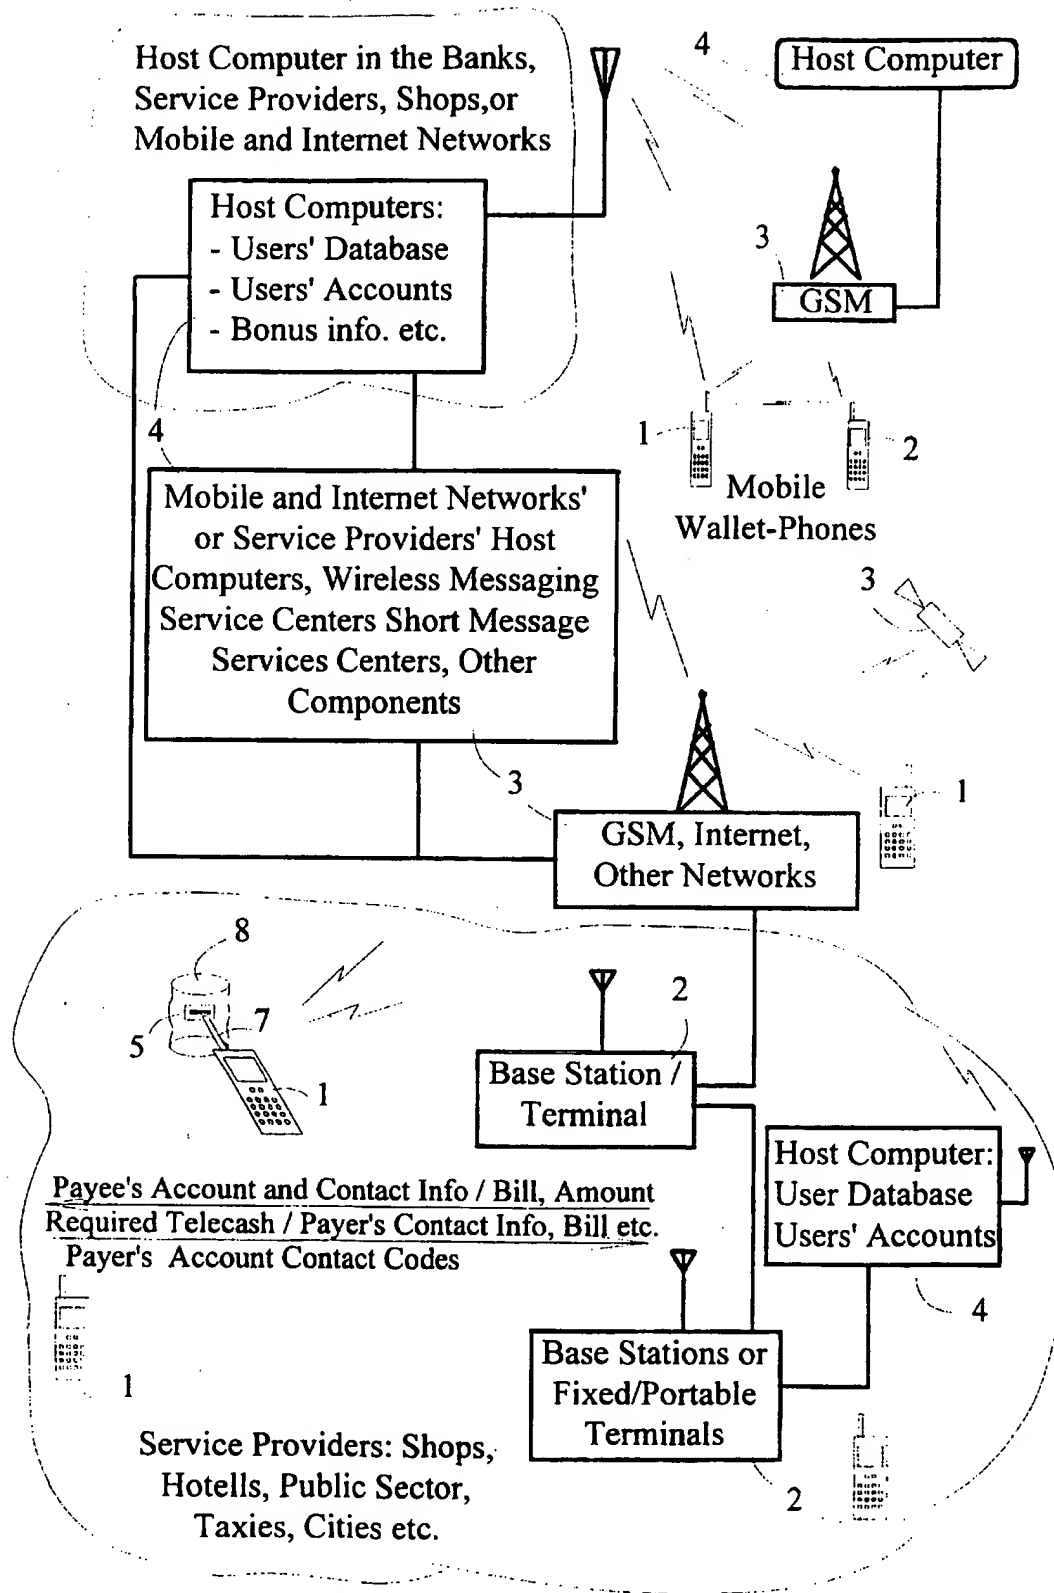 Host Computer in the Banks,
Service Providers, Shops,or
Mobile and Internet Networks
4
Host Computer
Host Computers:
- Users' Database
- Users' Accounts
- Bonus info. etc.
3
GSM
4
1
2
Mobile
Wallet-Phones
Mobile and Internet Networks'
or Service Providers' Host
Computers, Wireless Messaging
Service Centers Short Message
Services Centers, Other
Components
3
3
1
GSM, Internet,
Other Networks
8
5
7
1
2
Base Station /
Terminal
Host Computer:
User Database
Users' Accounts
4
Payee's Account and Contact Info / Bill, Amount
Required Telecash / Payer's Contact Info, Bill etc.
Payer's Account Contact Codes
1
Base Stations or
Fixed/Portable
Terminals
2
Service Providers: Shops,
Hotells, Public Sector,
Taxies, Cities etc.